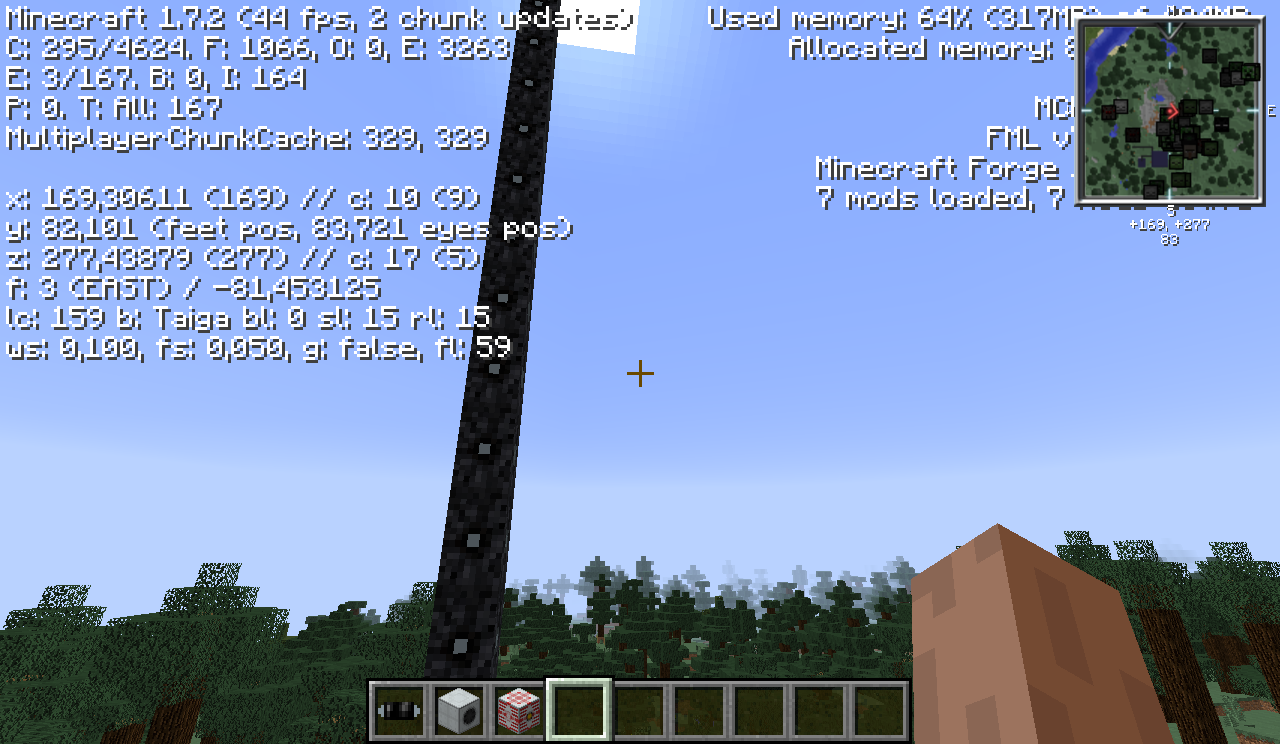 Minecraft 1.7.2 (44 fps, 2 chunk updates)
C: 295/4624. F: 1066, O: 0, E: 3263
E: 3/167. B: 0, I: 164
P: 0. T: All: 167
MultiplayerChunkCache: 329, 329
x: 169,30611 (169) // c: 10 (9)
y: 82,101 (feet pos, 83,721 eyes pos)
z: 277,43879 (277) // c: 17 (5)
f: 3 (EAST) / -81,453125
lc: 159 b: Taiga bl: 0 sl: 15 rl: 15
ws: 0,100, fs: 0,050, g: false, fl: 59
Used memory: 64% (317MB)
Allocated memory:
FML
Minecraft Forge
7 mods loaded, 7
E
S
+169, +277
83